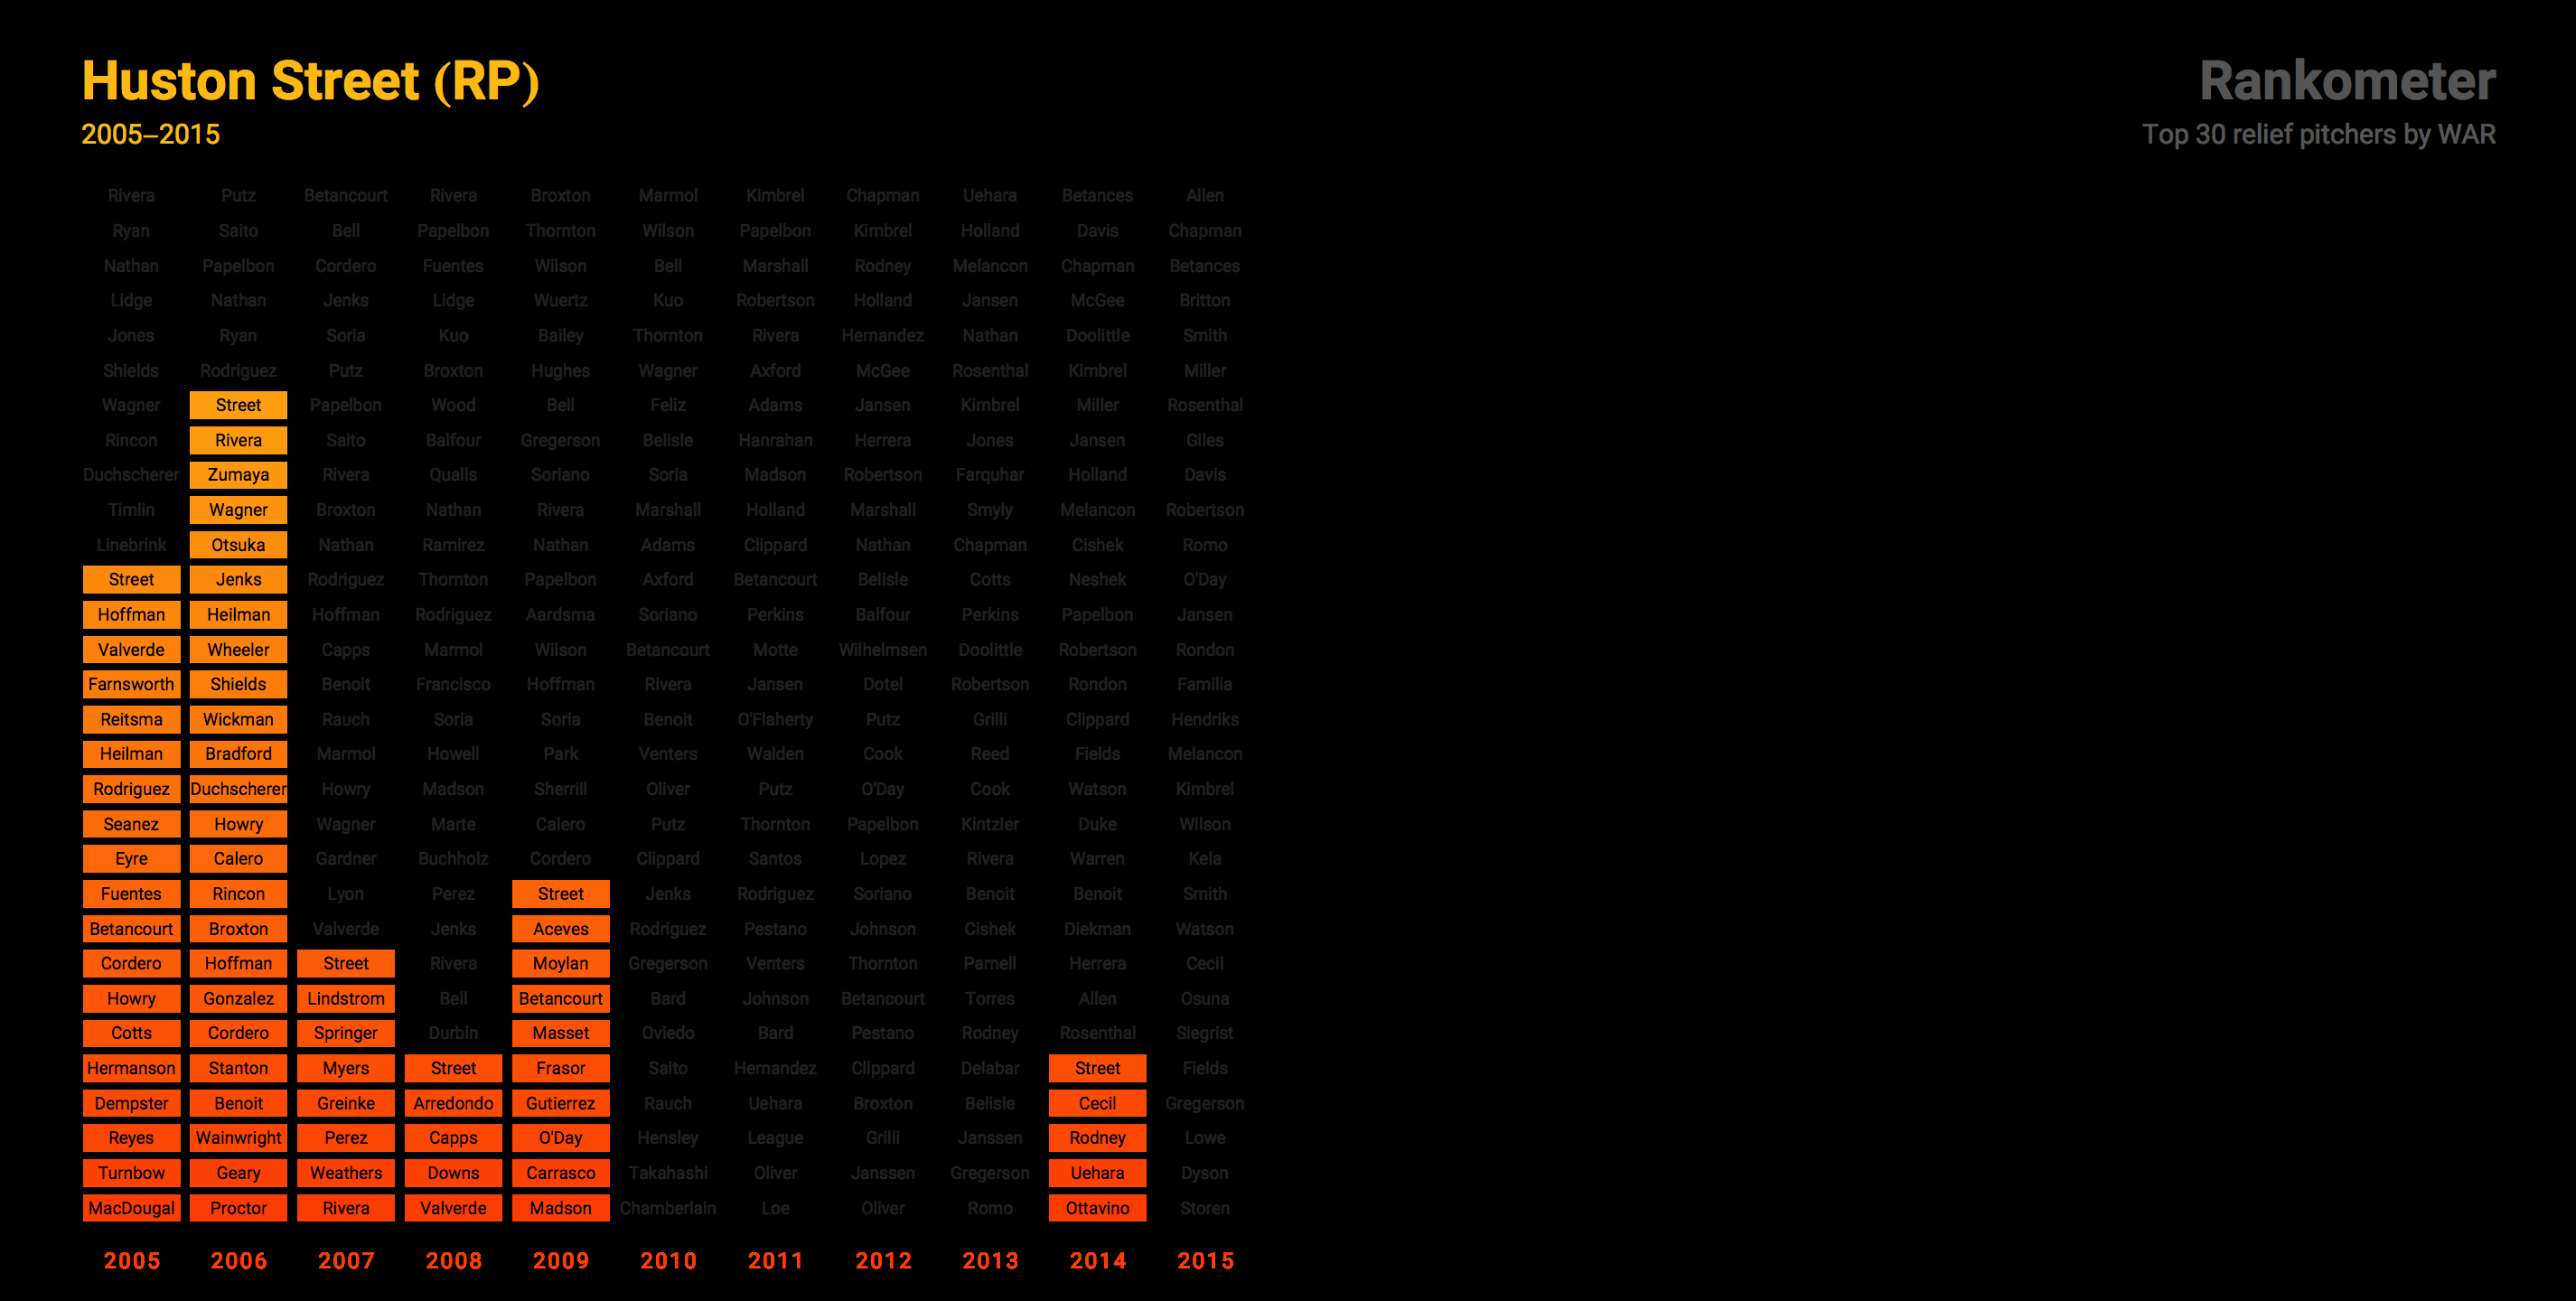 Huston Street (RP)
2005–2015
Rankometer
Top 30 relief pitchers by WAR
Rivera Putz Betancourt Rivera Broxton Marmol Kimbrel Chapman Uehara Betances Allen
Ryan Saito Bell Papelbon Thornton Wilson Papelbon Kimbrel Holland Davis Chapman
Nathan Papelbon Cordero Fuentes Wilson Bell Marshall Rodney Melancon Chapman Betances
Lidge Nathan Jenks Lidge Wuertz Kuo Robertson Holland Jansen McGee Britton
Jones Ryan Soria Kuo Bailey Thornton Rivera Hernandez Nathan Doolittle Smith
Shields Rodriguez Putz Broxton Hughes Wagner Axford McGee Rosenthal Kimbrel Miller
Wagner Street Papelbon Wood Bell Feliz Adams Jansen Kimbrel Miller Rosenthal
Rincon Rivera Saito Balfour Gregerson Belisle Hanrahan Herrera Jones Jansen Giles
Duchscherer Zumaya Rivera Qualls Soriano Soria Madson Robertson Farquhar Holland Davis
Timlin Wagner Broxton Nathan Rivera Marshall Holland Marshall Smyly Melancon Robertson
Linebrink Otsuka Nathan Ramirez Nathan Adams Clippard Nathan Chapman Cishek Romo
Street Jenks Rodriguez Thornton Papelbon Axford Betancourt Belisle Cotts Neshek O'Day
Hoffman Heilman Hoffman Rodriguez Aardsma Soriano Perkins Balfour Perkins Papelbon Jansen
Valverde Wheeler Capps Marmol Wilson Betancourt Motte Wilhelmsen Doolittle Robertson Rondon
Farnsworth Shields Benoit Francisco Hoffman Rivera Jansen Dotel Robertson Rondon Familia
Reitsma Wickman Rauch Soria Soria Benoit O'Flaherty Putz Grilli Clippard Hendriks
Heilman Bradford Marmol Howell Park Venters Walden Cook Reed Fields Melancon
Rodriguez Duchscherer Howry Madson Sherrill Oliver Putz O'Day Cook Watson Kimbrel
Seanez Howry Wagner Marte Calero Putz Thornton Papelbon Kintzler Duke Wilson
Eyre Calero Gardner Buchholz Cordero Clippard Santos Lopez Rivera Warren Kela
Fuentes Rincon Lyon Perez Street Jenks Rodriguez Soriano Benoit Benoit Smith
Betancourt Broxton Valverde Jenks Aceves Rodriguez Pestano Johnson Cishek Diekman Watson
Cordero Hoffman Street Rivera Moylan Gregerson Venters Thornton Parnell Herrera Cecil
Howry Gonzalez Lindstrom Bell Betancourt Bard Johnson Betancourt Torres Allen Osuna
Cotts Cordero Springer Durbin Masset Oviedo Bard Pestano Rodney Rosenthal Siegrist
Hermanson Stanton Myers Street Frasor Saito Hernandez Clippard Delabar Street Fields
Dempster Benoit Greinke Arredondo Gutierrez Rauch Uehara Broxton Belisle Cecil Gregerson
Reyes Wainwright Perez Capps O'Day Hensley League Grilli Janssen Rodney Lowe
Turnbow Geary Weathers Downs Carrasco Takahashi Oliver Janssen Gregerson Uehara Dyson
MacDougal Proctor Rivera Valverde Madson Chamberlain Loe Oliver Romo Ottavino Storen
2005 2006 2007 2008 2009 2010 2011 2012 2013 2014 2015